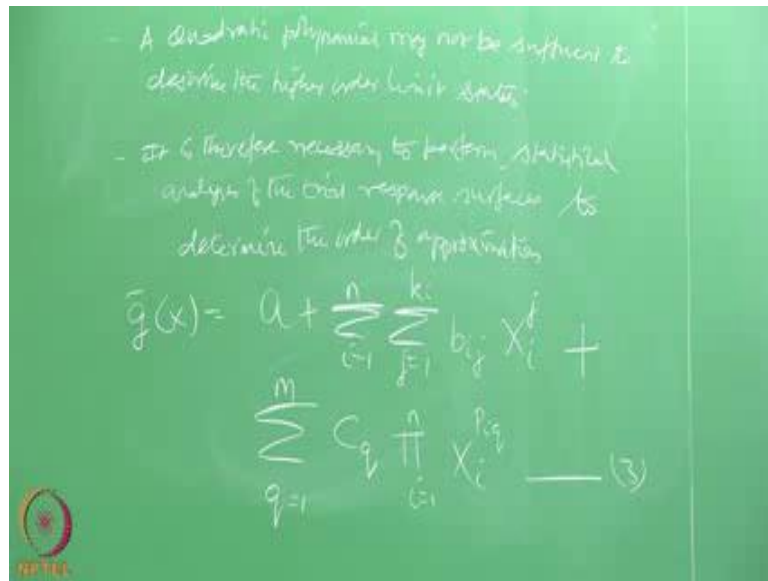 - A Quadratic polynomial may not be sufficient to
describe the higher order limit states.
- It is therefore necessary to perform statistical
analysis of the trial response surfaces to
determine the order of approximation
ḡ(x) = a + Σ_{i=1}^{n} Σ_{j=1}^{ki} b_{ij} X_i^j +
Σ_{q=1}^{m} C_q Π_{i=1}^{n} X_i^{P_{iq}} —— (3)
NPTEL